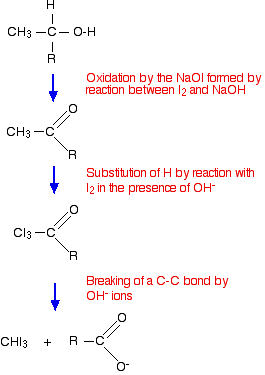 H
CH3 – C – O-H
R
Oxidation by the NaOI formed by
reaction between I2 and NaOH
O
CH3 – C
R
Substitution of H by reaction with
I2 in the presence of OH-
O
CI3 – C
R
Breaking of a C-C bond by
OH- ions
O
CHI3 + R – C
O-